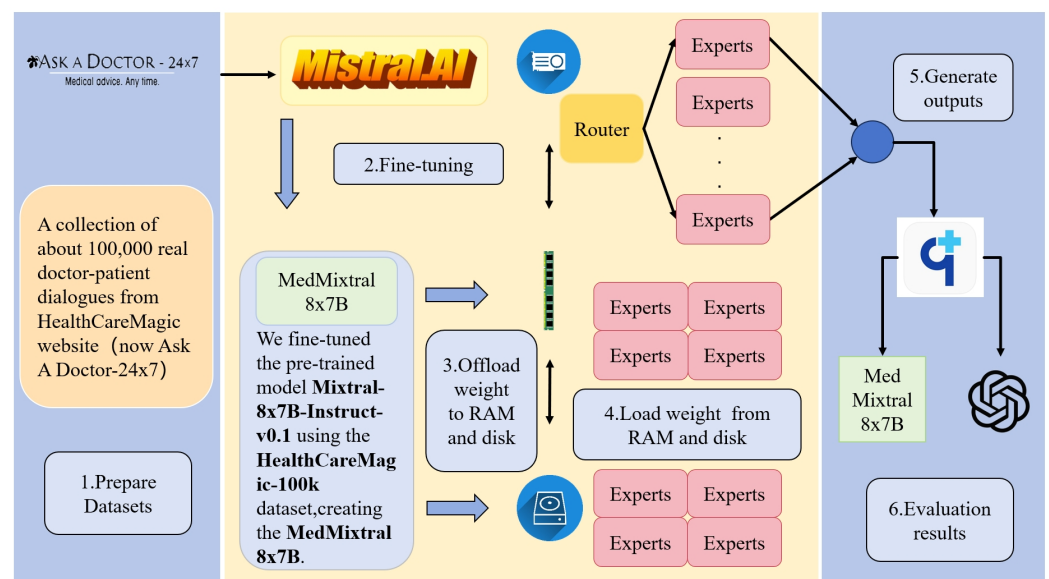 ASK A DOCTOR - 24x7
Medical advice. Any time.
A collection of
about 100,000 real
doctor-patient
dialogues from
HealthCareMagic
website（now Ask
A Doctor-24x7）
1.Prepare
Datasets
Mistral.AI
2.Fine-tuning
MedMixtral
8x7B
We fine-tuned
the pre-trained
model Mixtral-
8x7B-Instruct-
v0.1 using the
HealthCareMag
ic-100k
dataset,creating
the MedMixtral
8x7B.
3.Offload
weight
to RAM
and disk
Router
Experts
Experts
.
.
.
Experts
Experts
Experts
Experts
Experts
4.Load weight from
RAM and disk
Experts
Experts
Experts
Experts
5.Generate
outputs
Med
Mixtral
8x7B
6.Evaluation
results